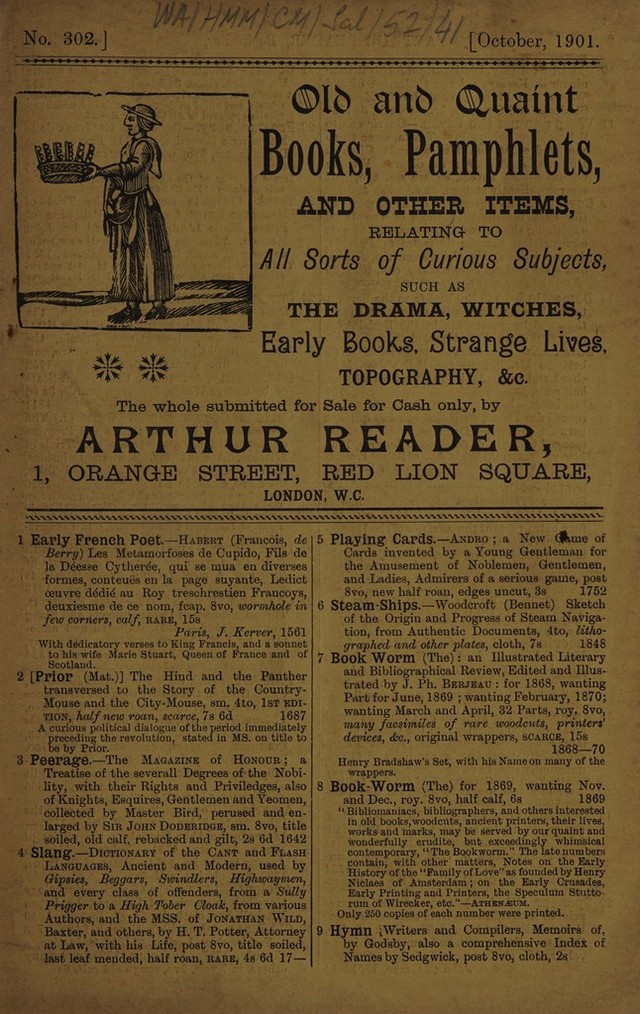 WA/HMM/CM/Sal/52/41
No. 302.]
[October, 1901.
Old and Quaint
Books, Pamphlets,
AND OTHER ITEMS,
RELATING TO
All Sorts of Curious Subjects,
SUCH AS
THE DRAMA, WITCHES,
Early Books, Strange Lives,
TOPOGRAPHY, &c.
The whole submitted for Sale for Cash only, by
ARTHUR READER,
1, ORANGE STREET, RED LION SQUARE,
LONDON, W.C.
1 Early French Poet.—HABERT (Francois, de
Berry) Les Metamorfoses de Cupido, Fils de
la Déesse Cytherée, qui se mua en diverses
formes, conteuës en la page suyante, Ledict
œuvre dédié au Roy treschrestien Francoys,
deuxiesme de ce nom, fcap. 8vo, wormhole in
few corners, calf, RARE, 15s
Paris, J. Kerver, 1561
With dedicatory verses to King Francis, and a sonnet
to his wife Marie Stuart, Queen of France and of
Scotland.
2 [Prior (Mat.)] The Hind and the Panther
transversed to the Story of the Country-
Mouse and the City-Mouse, sm. 4to, 1ST EDI-
TION, half new roan, scarce, 7s 6d 1687
A curious political dialogue of the period immediately
preceding the revolution, stated in MS. on title to
be by Prior.
3 Peerage.—The MAGAZINE of HONOUR; a
Treatise of the severall Degrees of the Nobi-
lity, with their Rights and Priviledges, also
of Knights, Esquires, Gentlemen and Yeomen,
collected by Master Bird, perused and en-
larged by SIR JOHN DODERIDGE, sm. 8vo, title
soiled, old calf, rebacked and gilt, 2s 6d 1642
4 Slang.—DICTIONARY of the CANT and FLASH
LANGUAGES, Ancient and Modern, used by
Gipsies, Beggars, Swindlers, Highwaymen,
and every class of offenders, from a Sully
Prigger to a High Tober Cloak, from various
Authors, and the MSS. of JONATHAN WILD,
Baxter, and others, by H. T. Potter, Attorney
at Law, with his Life, post 8vo, title soiled,
last leaf mended, half roan, RARE, 4s 6d 17—
5 Playing Cards.—ANDRO; a New Game of
Cards invented by a Young Gentleman for
the Amusement of Noblemen, Gentlemen,
and Ladies, Admirers of a serious game, post
8vo, new half roan, edges uncut, 3s 1752
6 Steam-Ships.—Woodcroft (Bennet) Sketch
of the Origin and Progress of Steam Naviga-
tion, from Authentic Documents, 4to, litho-
graphed and other plates, cloth, 7s 1848
7 Book Worm (The): an Illustrated Literary
and Bibliographical Review, Edited and Illus-
trated by J. Ph. BERJEAU: for 1868, wanting
Part for June, 1869; wanting February, 1870;
wanting March and April, 32 Parts, roy. 8vo,
many facsimiles of rare woodcuts, printers'
devices, &c., original wrappers, SCARCE, 15s
1868—70
Henry Bradshaw's Set, with his Name on many of the
wrappers.
8 Book-Worm (The) for 1869, wanting Nov.
and Dec., roy. 8vo, half calf, 6s 1869
"Bibliomaniacs, bibliographers, and others interested
in old books, woodcuts, ancient printers, their lives,
works and marks, may be served by our quaint and
wonderfully erudite, but exceedingly whimsical
contemporary, "The Bookworm." The late numbers
contain, with other matters, Notes on the Early
History of the "Family of Love" as founded by Henry
Niclaes of Amsterdam; on the Early Crusades,
Early Printing and Printers, the Speculum Stutto-
rum of Wirecker, etc."—ATHENÆUM.
Only 250 copies of each number were printed.
9 Hymn Writers and Compilers, Memoirs of,
by Godsby, also a comprehensive Index of
Names by Sedgwick, post 8vo, cloth, 2s